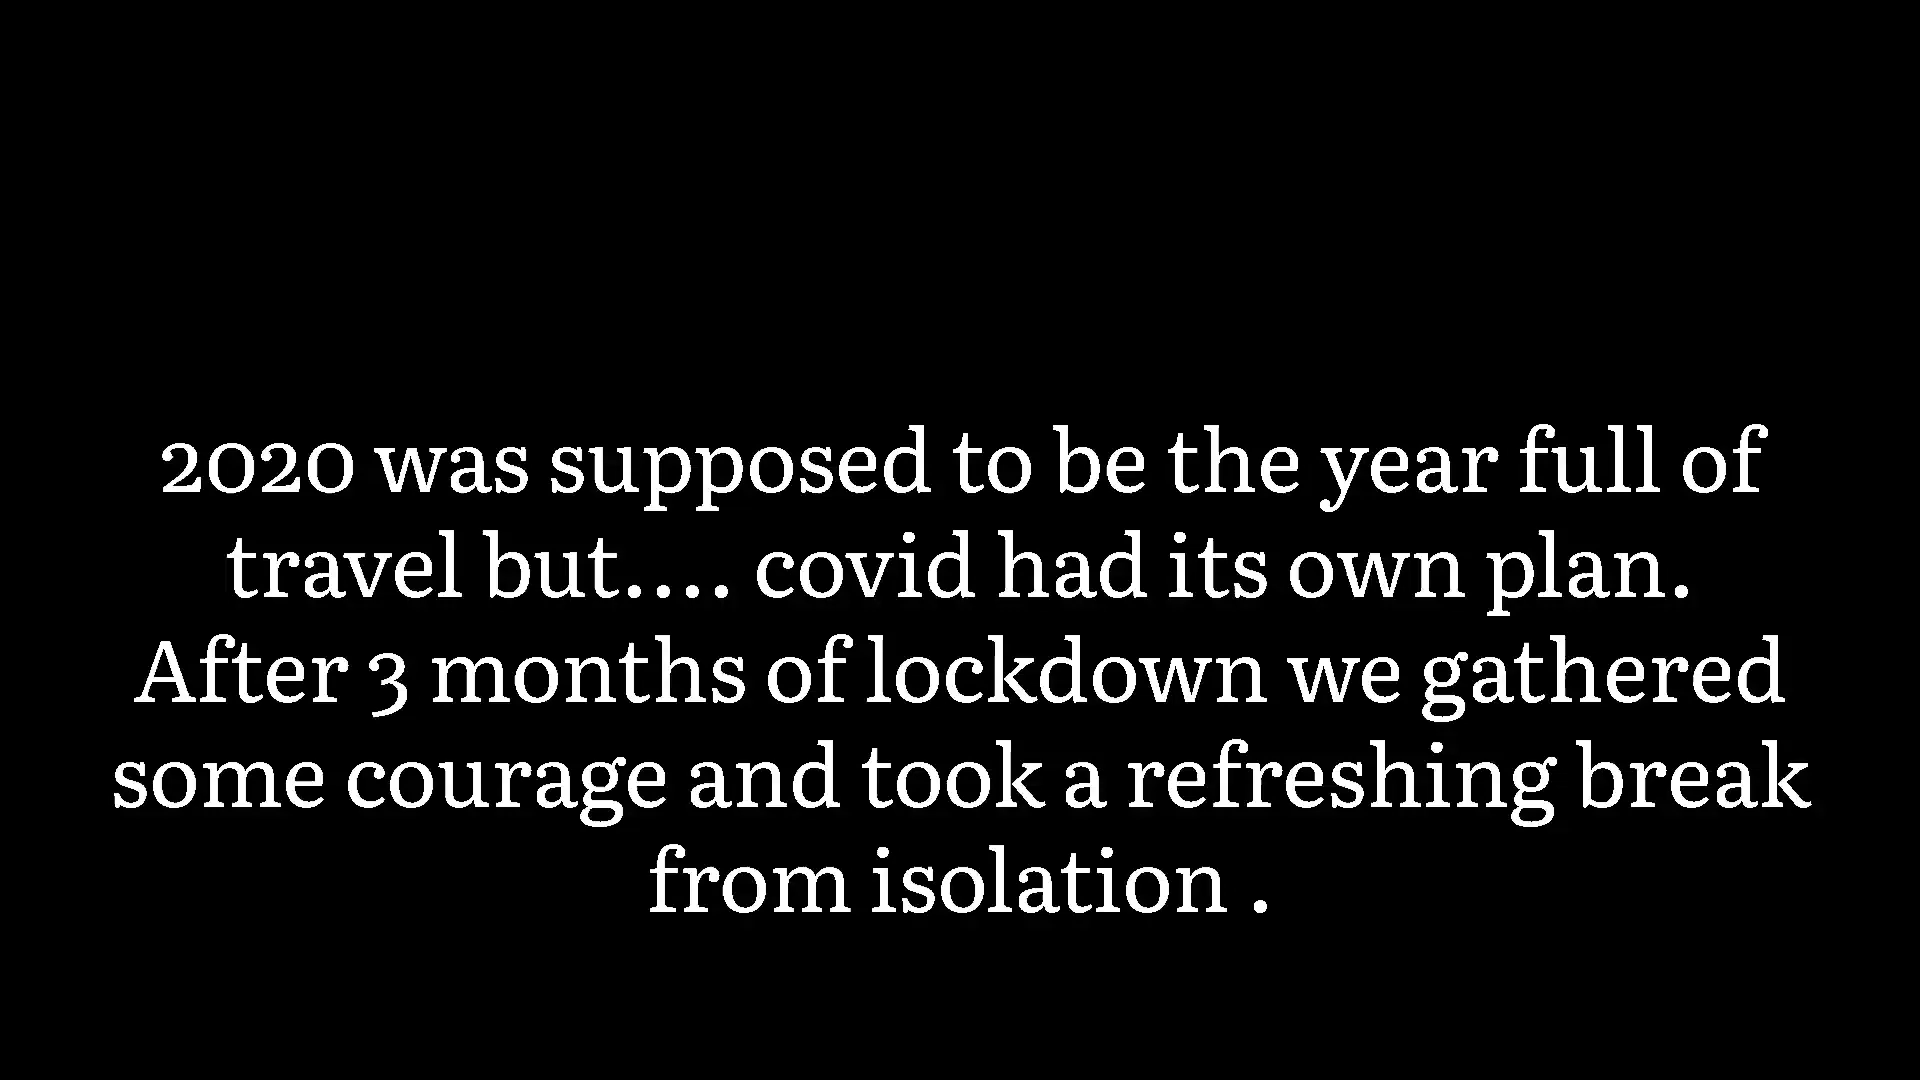 2020 was supposed to be the year full of
travel but.... covid had its own plan.
After 3 months of lockdown we gathered
some courage and took a refreshing break
from isolation .